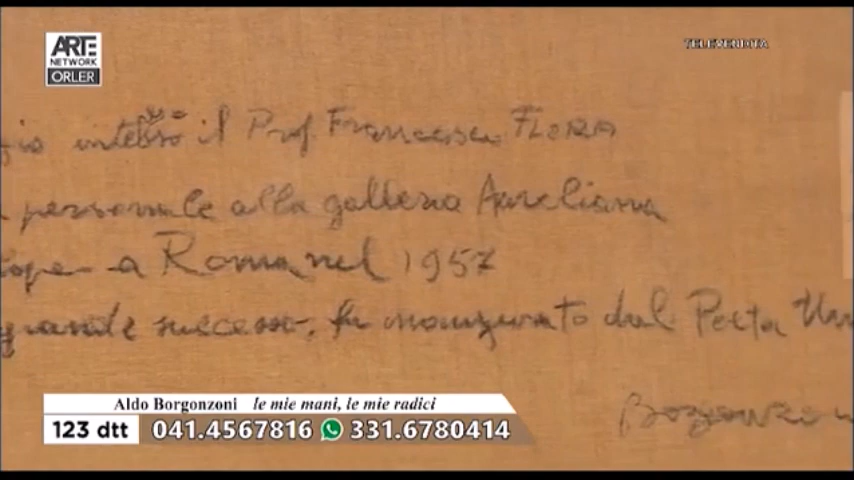 ARTE
NETWORK
ORLER
TELEVENDITA
il Prof Francesco FLORA
personale alla galleria Aureliana
a Roma nel 1957
grande successo. fu inaugurato dal Poeta
Borgonzon
Aldo Borgonzoni le mie mani, le mie radici
123 dtt 041.4567816 331.6780414